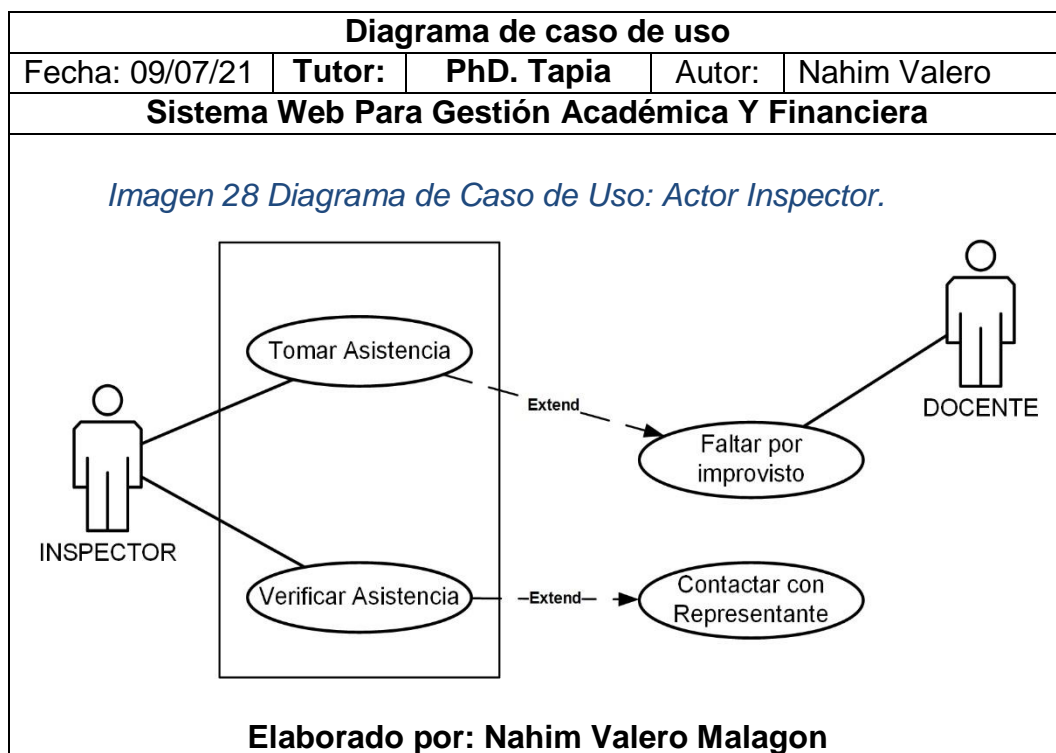 Diagrama de caso de uso
Fecha: 09/07/21 Tutor: PhD. Tapia Autor: Nahim Valero
Sistema Web Para Gestión Académica Y Financiera
Imagen 28 Diagrama de Caso de Uso: Actor Inspector.
Tomar Asistencia
Extend
DOCENTE
Faltar por
improvisto
INSPECTOR
Verificar Asistencia
Extend
Contactar con
Representante
Elaborado por: Nahim Valero Malagon